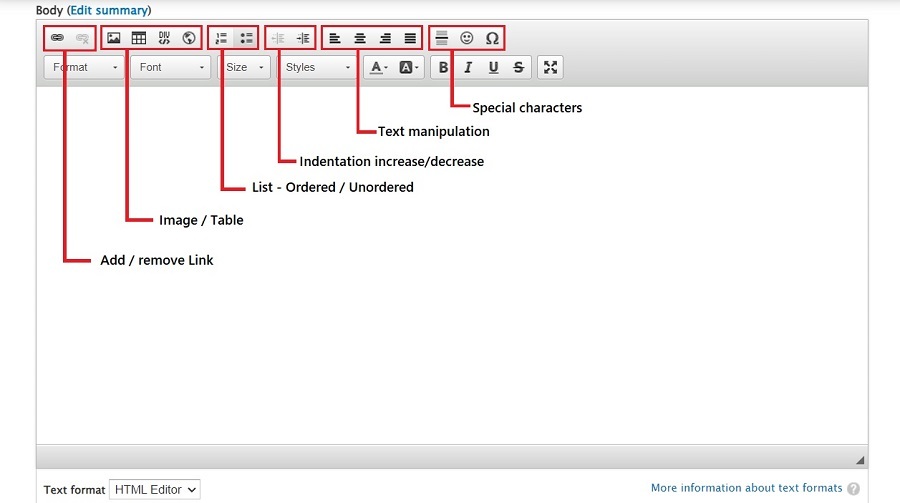 Body (Edit summary)
DIV
Format Font Size Styles A A B I U S
Special characters
Text manipulation
Indentation increase/decrease
List - Ordered / Unordered
Image / Table
Add / remove Link
Text format HTML Editor More information about text formats ?